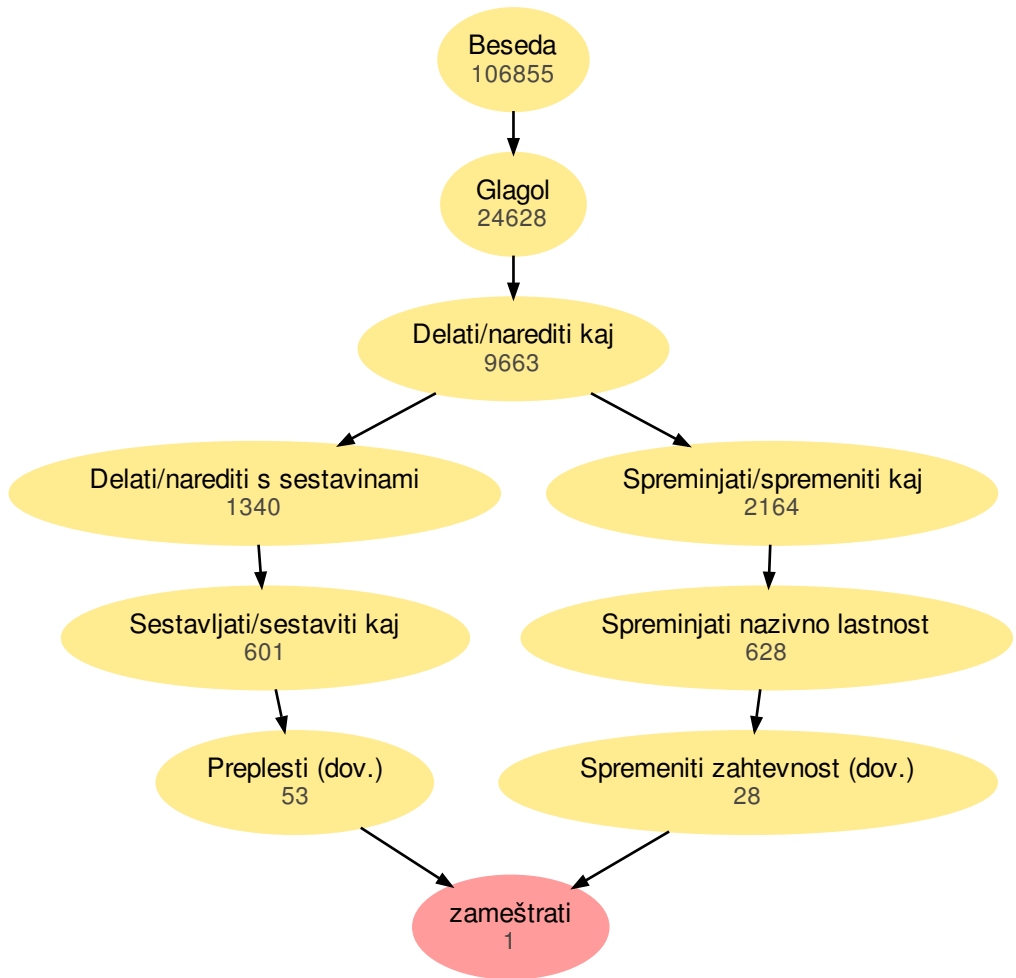 Beseda
106855
Glagol
24628
Delati/narediti kaj
9663
Delati/narediti s sestavinami
1340
Spreminjati/spremeniti kaj
2164
Sestavljati/sestaviti kaj
601
Spreminjati nazivno lastnost
628
Preplesti (dov.)
53
Spremeniti zahtevnost (dov.)
28
zameštrati
1